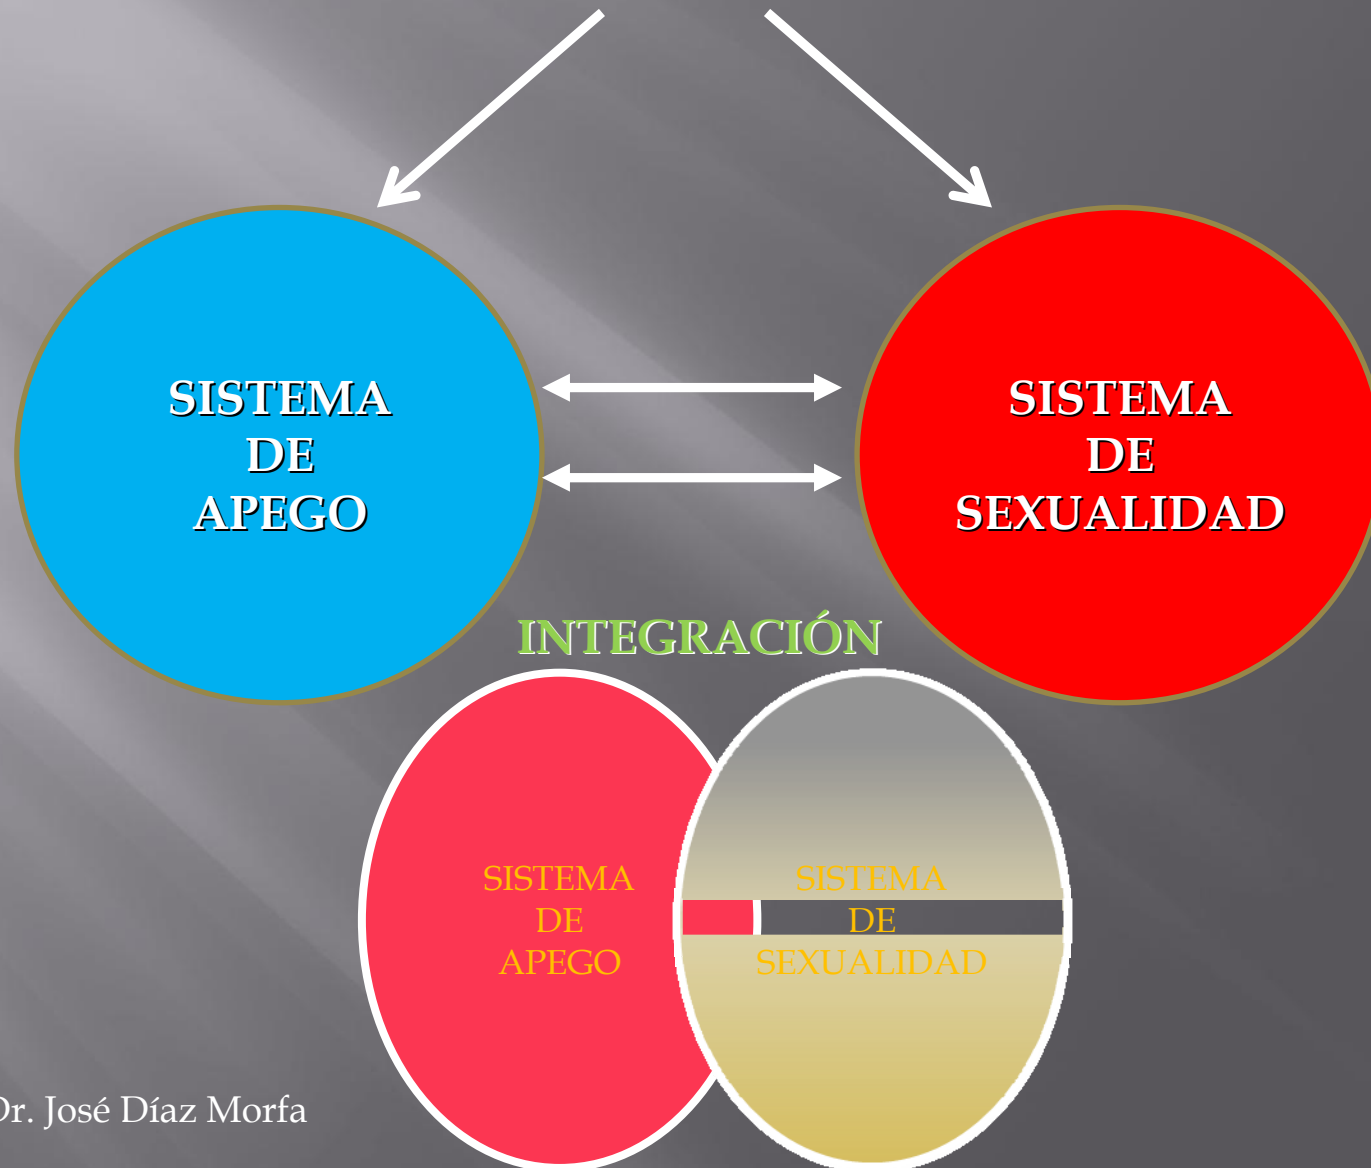 SISTEMA
DE
APEGO
SISTEMA
DE
SEXUALIDAD
INTEGRACIÓN
SISTEMA
DE
APEGO
SISTEMA
DE
SEXUALIDAD
Dr. José Díaz Morfa